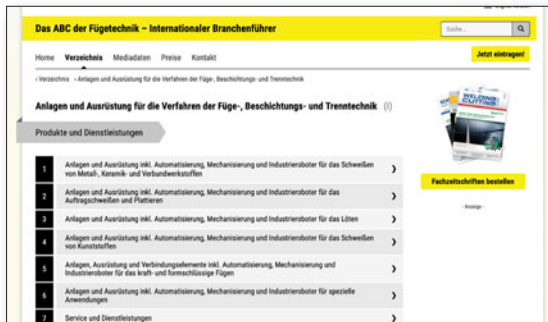 Das ABC der Fügetechnik – Internationaler Branchenführer
Suche...
Home Verzeichnis Mediadaten Preise Kontakt
Jetzt eintragen!
› Verzeichnis › Anlagen und Ausrüstung für die Verfahren der Füge-, Beschichtungs- und Trenntechnik
Anlagen und Ausrüstung für die Verfahren der Füge-, Beschichtungs- und Trenntechnik (I)
Produkte und Dienstleistungen
WELDING
CUTTING
1 Anlagen und Ausrüstung inkl. Automatisierung, Mechanisierung und Industrieroboter für das Schweißen
von Metall-, Keramik- und Verbundwerkstoffen
Fachzeitschriften bestellen
2 Anlagen und Ausrüstung inkl. Automatisierung, Mechanisierung und Industrieroboter für das
Auftragschweißen und Plattieren
- Anzeige -
3 Anlagen und Ausrüstung inkl. Automatisierung, Mechanisierung und Industrieroboter für das Löten
4 Anlagen und Ausrüstung inkl. Automatisierung, Mechanisierung und Industrieroboter für das Schweißen
von Kunststoffen
5 Anlagen, Ausrüstung und Verbindungselemente inkl. Automatisierung, Mechanisierung und
Industrieroboter für das kraft- und formschlüssige Fügen
6 Anlagen und Ausrüstung inkl. Automatisierung, Mechanisierung und Industrieroboter für spezielle
Anwendungen
7 Service und Dienstleistungen